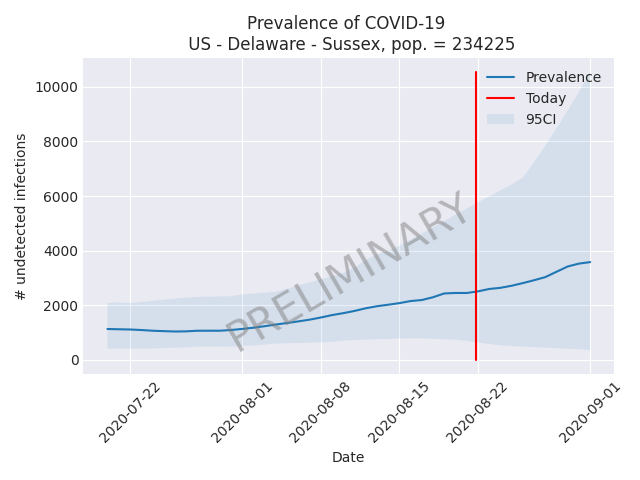 Prevalence of COVID-19
US - Delaware - Sussex, pop. = 234225
Prevalence
Today
95CI
10000
8000
6000
4000
2000
0
# undetected infections
PRELIMINARY
2020-07-22
2020-08-01
2020-08-08
2020-08-15
2020-08-22
2020-09-01
Date